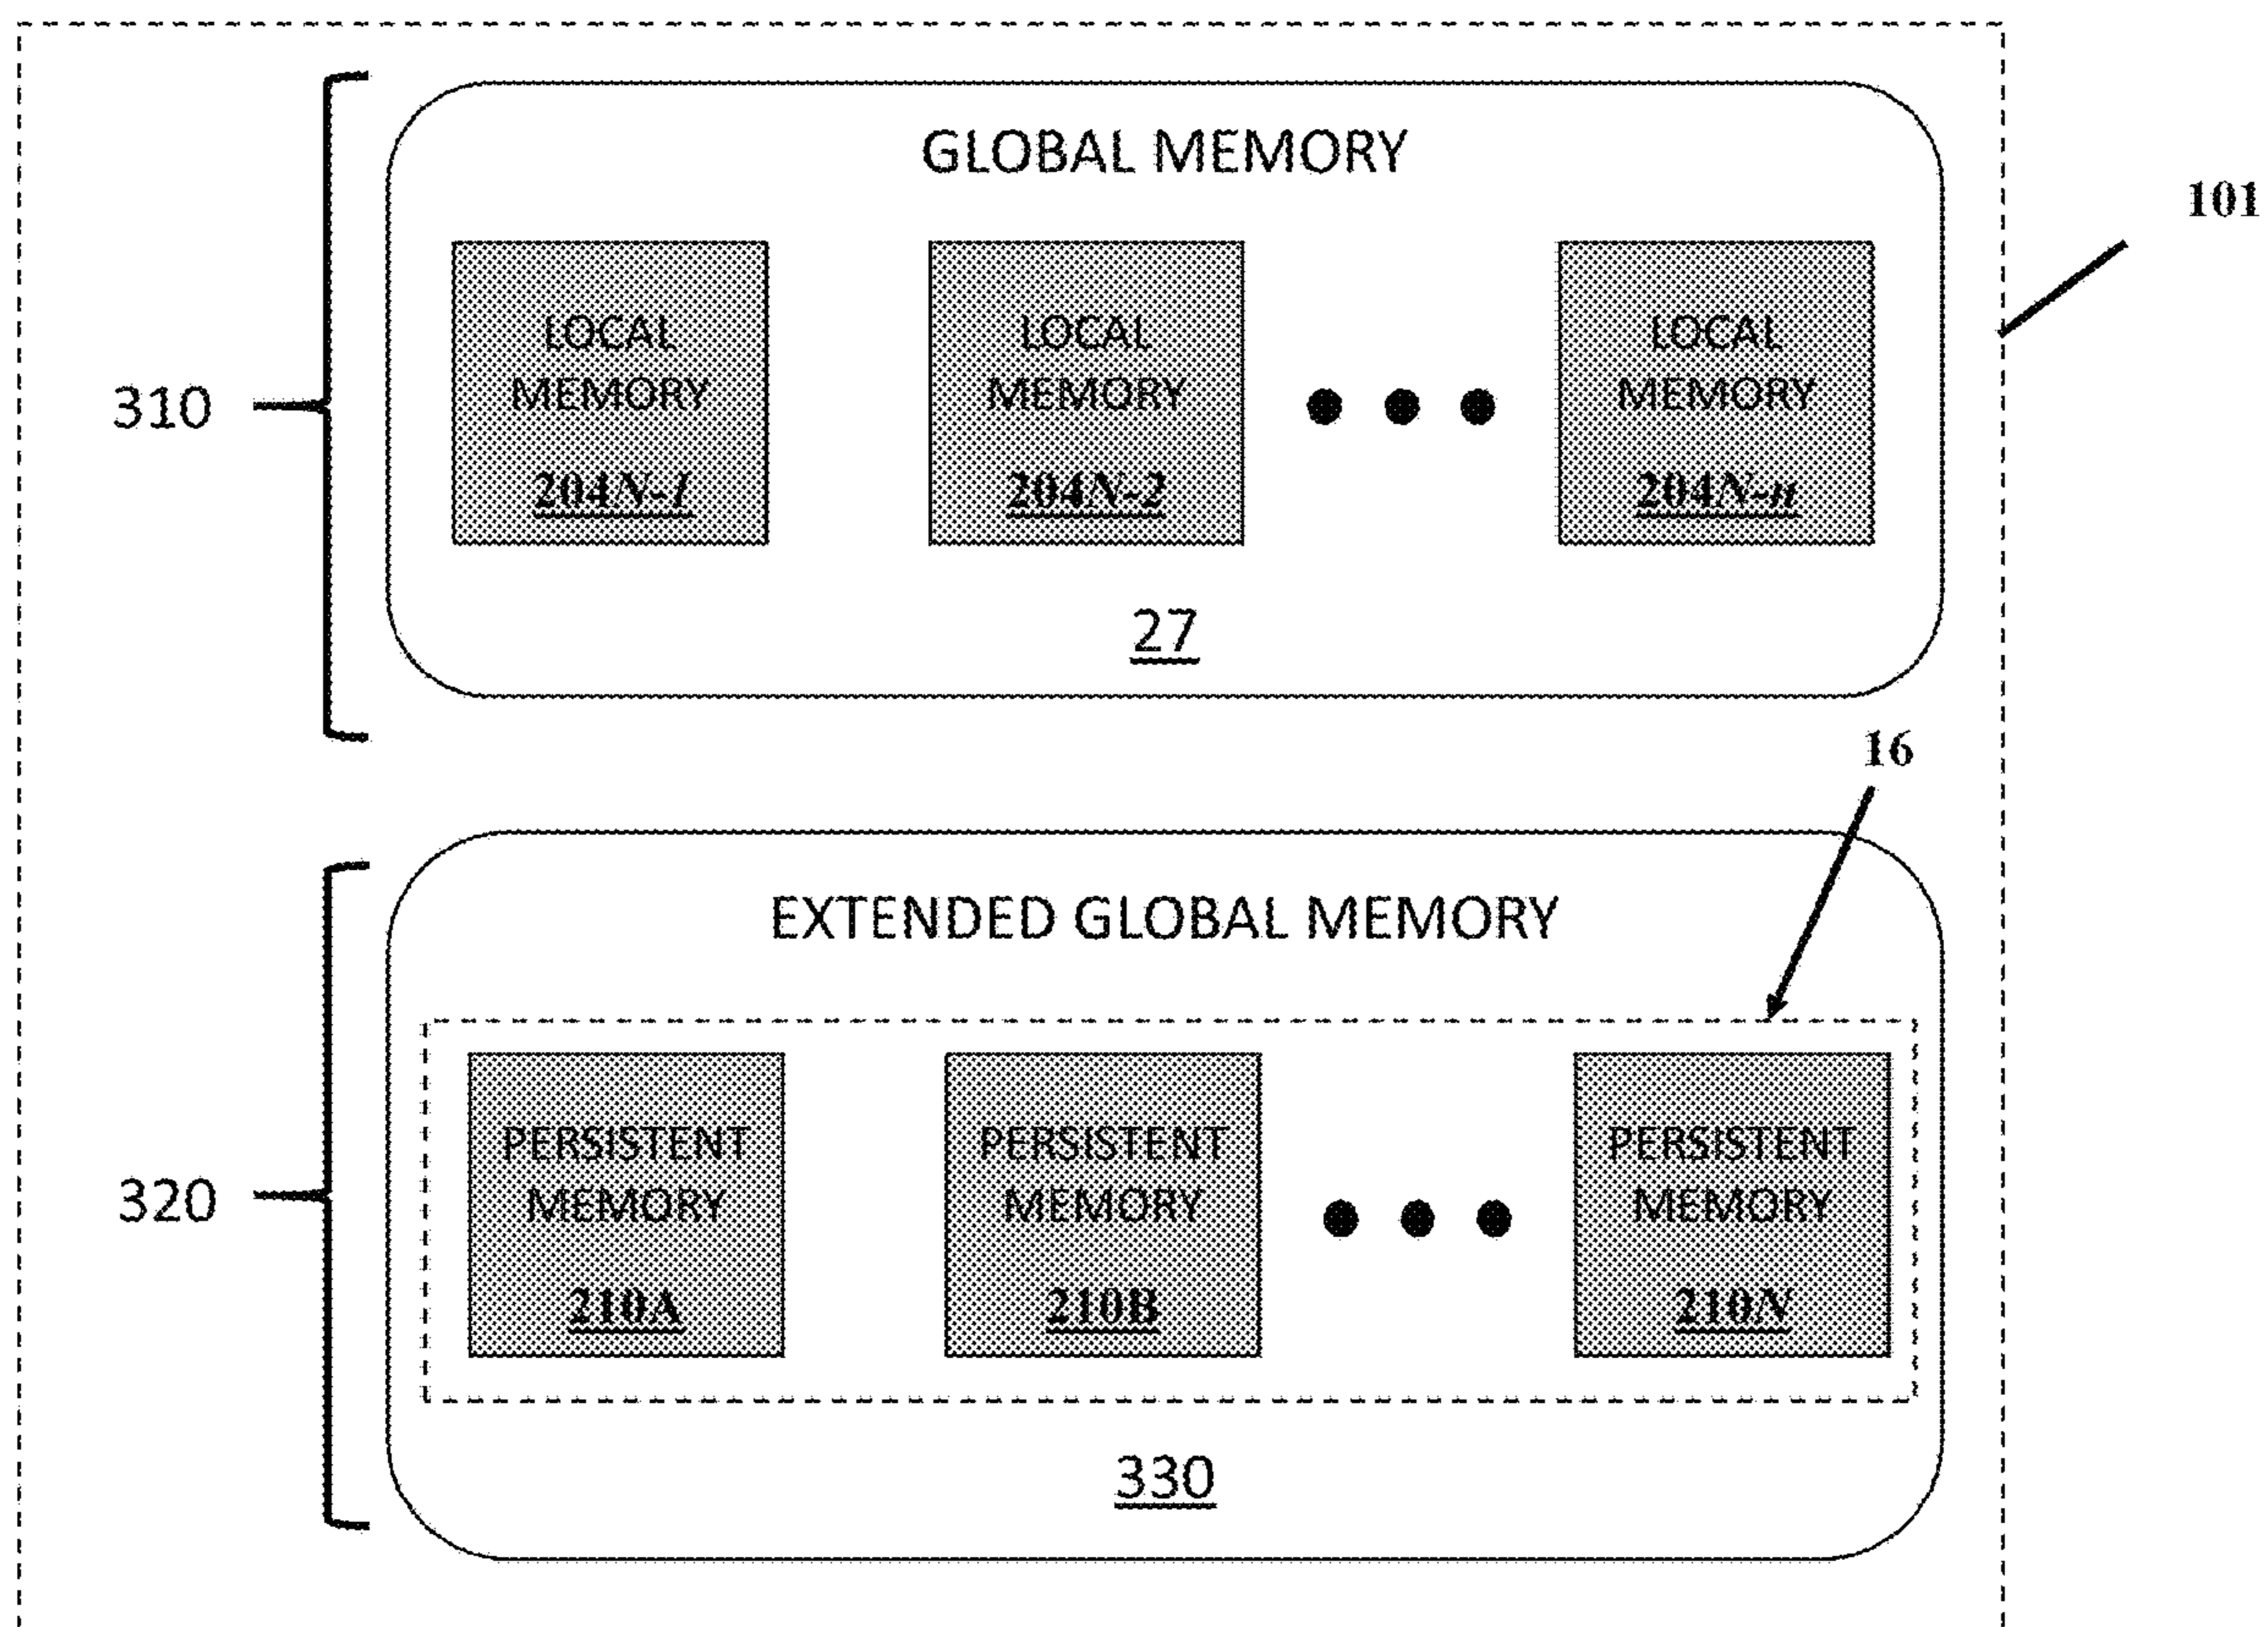 GLOBAL MEMORY
101
LOCAL
MEMORY
204N-1
LOCAL
MEMORY
204N-2
LOCAL
MEMORY
204N-n
310
27
16
EXTENDED GLOBAL MEMORY
PERSISTENT
MEMORY
210A
PERSISTENT
MEMORY
210B
PERSISTENT
MEMORY
210N
320
330